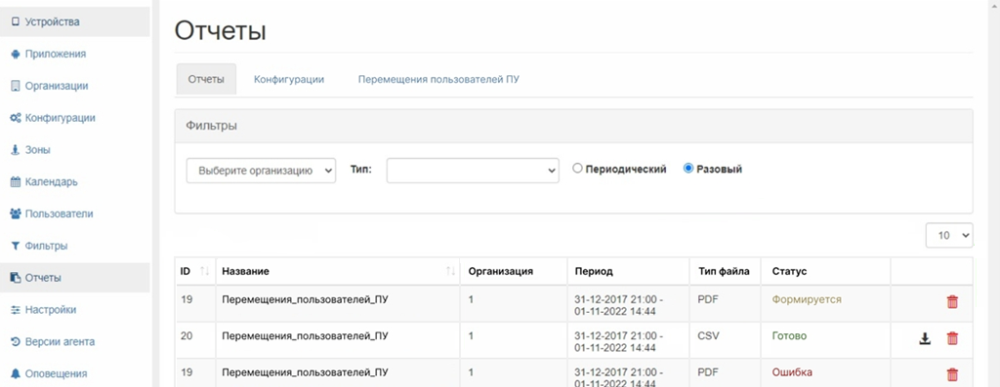 Устройства
Приложения
Организации
Конфигурации
Зоны
Календарь
Пользователи
Фильтры
Отчеты
Настройки
Версии агента
Оповещения
Отчеты
Отчеты Конфигурации Перемещения пользователей ПУ
Фильтры
Выберите организацию Тип: Периодический Разовый
10
ID Название Организация Период Тип файла Статус
19 Перемещения_пользователей_ПУ 1 31-12-2017 21:00 - PDF Формируется
01-11-2022 14:44
20 Перемещения_пользователей_ПУ 1 31-12-2017 21:00 - CSV Готово
01-11-2022 14:44
19 Перемещения_пользователей_ПУ 1 31-12-2017 21:00 - PDF Ошибка
01-11-2022 14:44